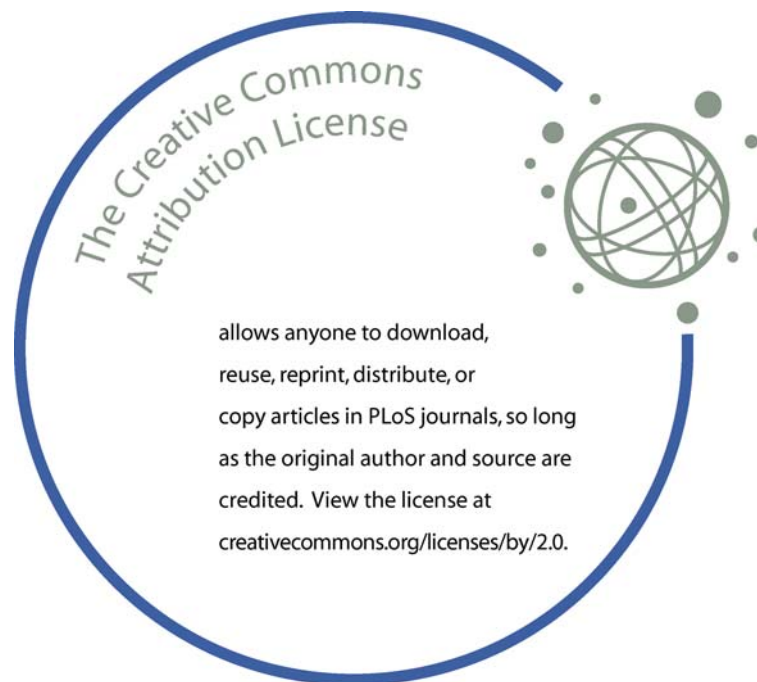 The Creative Commons
Attribution License
allows anyone to download,
reuse, reprint, distribute, or
copy articles in PLoS journals, so long
as the original author and source are
credited. View the license at
creativecommons.org/licenses/by/2.0.